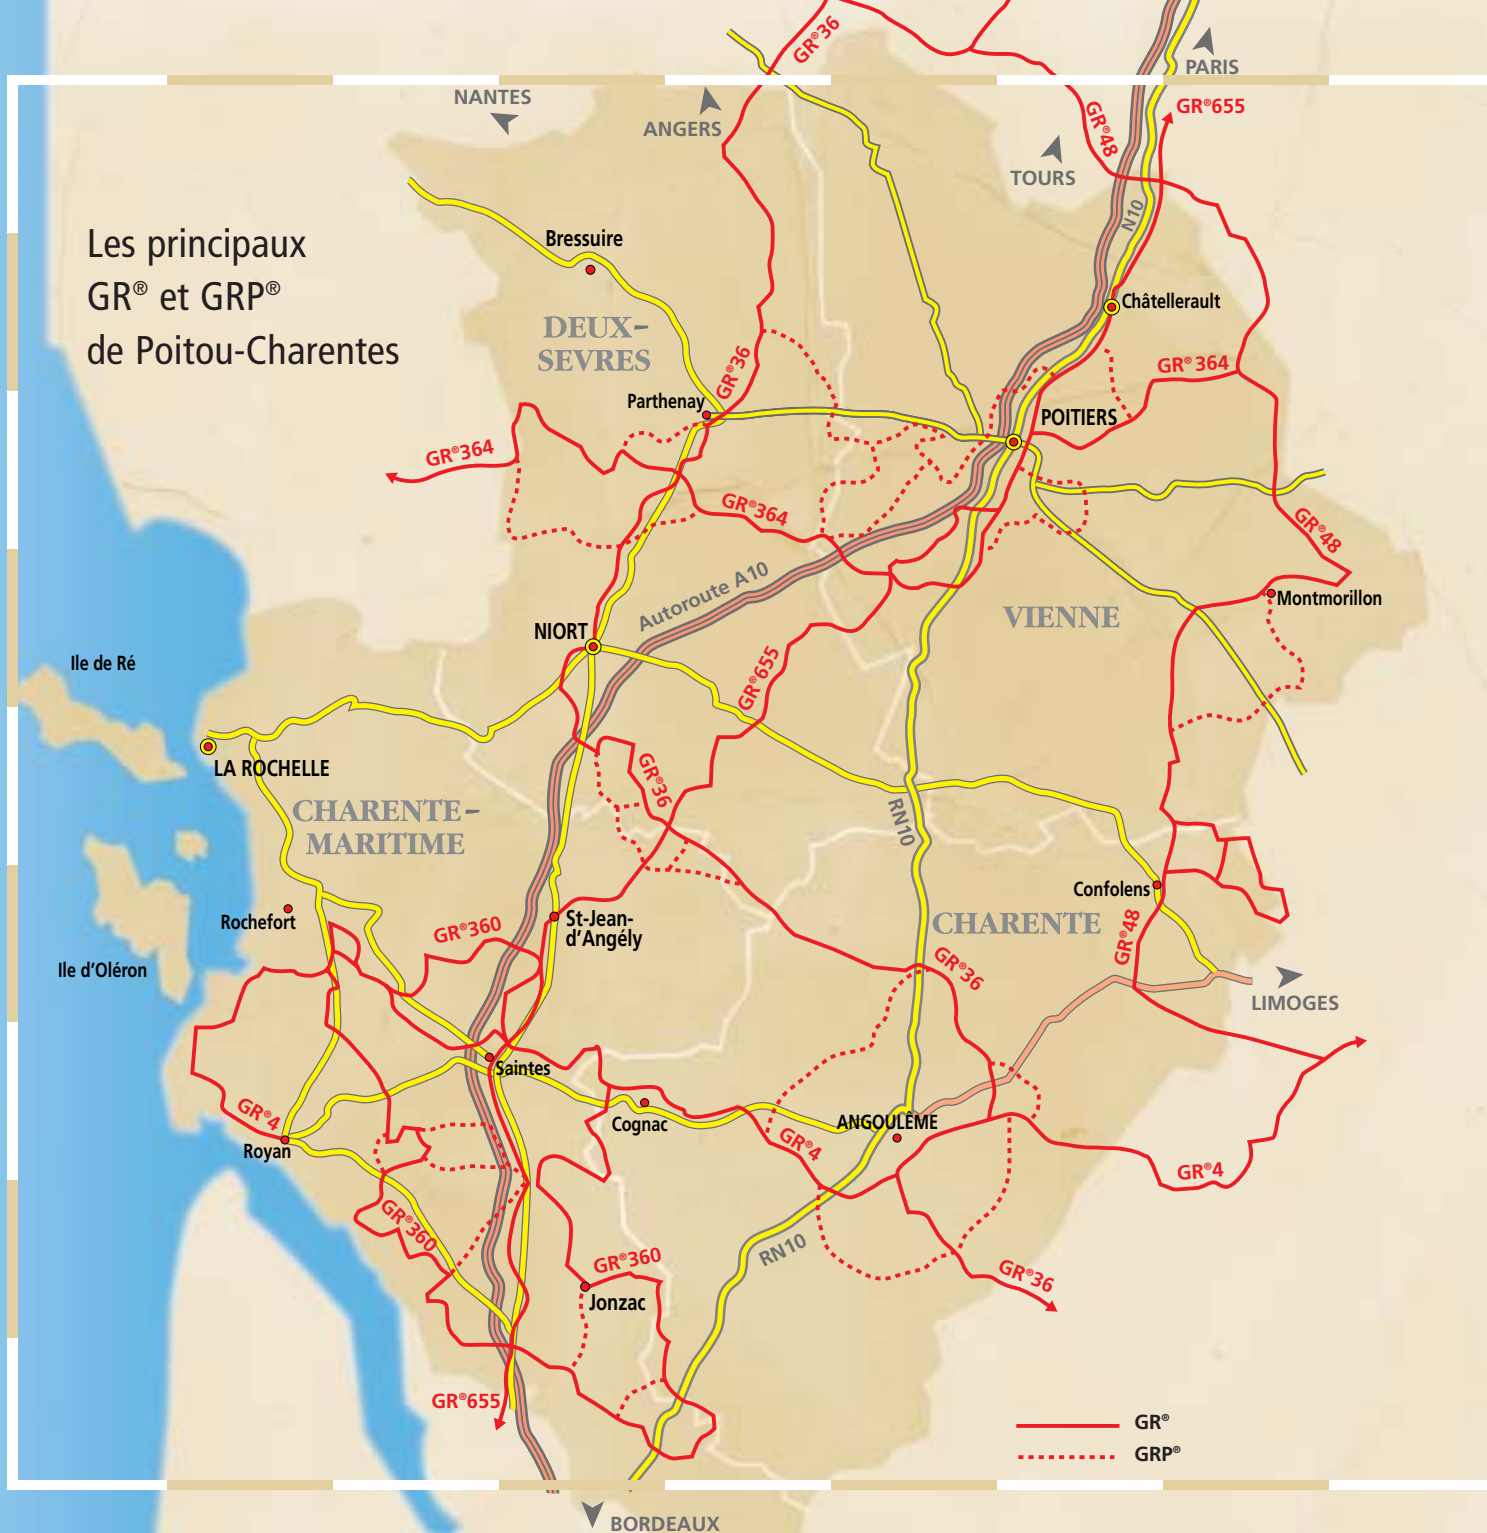 GR®36
PARIS
NANTES
ANGERS
GR®48
GR®655
TOURS
N10
Les principaux
GR® et GRP®
de Poitou-Charentes
Bressuire
Châtellerault
DEUX-
SEVRES
GR®36
GR®364
Parthenay
POITIERS
GR®364
GR®364
GR®48
Autoroute A10
VIENNE
Montmorillon
NIORT
Ile de Ré
GR®655
LA ROCHELLE
GR®36
CHARENTE-
MARITIME
RN10
Confolens
Rochefort
GR®360
St-Jean-
d'Angély
CHARENTE
GR®48
Ile d'Oléron
GR®36
LIMOGES
Saintes
GR®4
Cognac
ANGOULÊME
Royan
GR®4
GR®4
GR®360
RN10
GR®360
GR®36
Jonzac
GR®655
GR®
GRP®
BORDEAUX